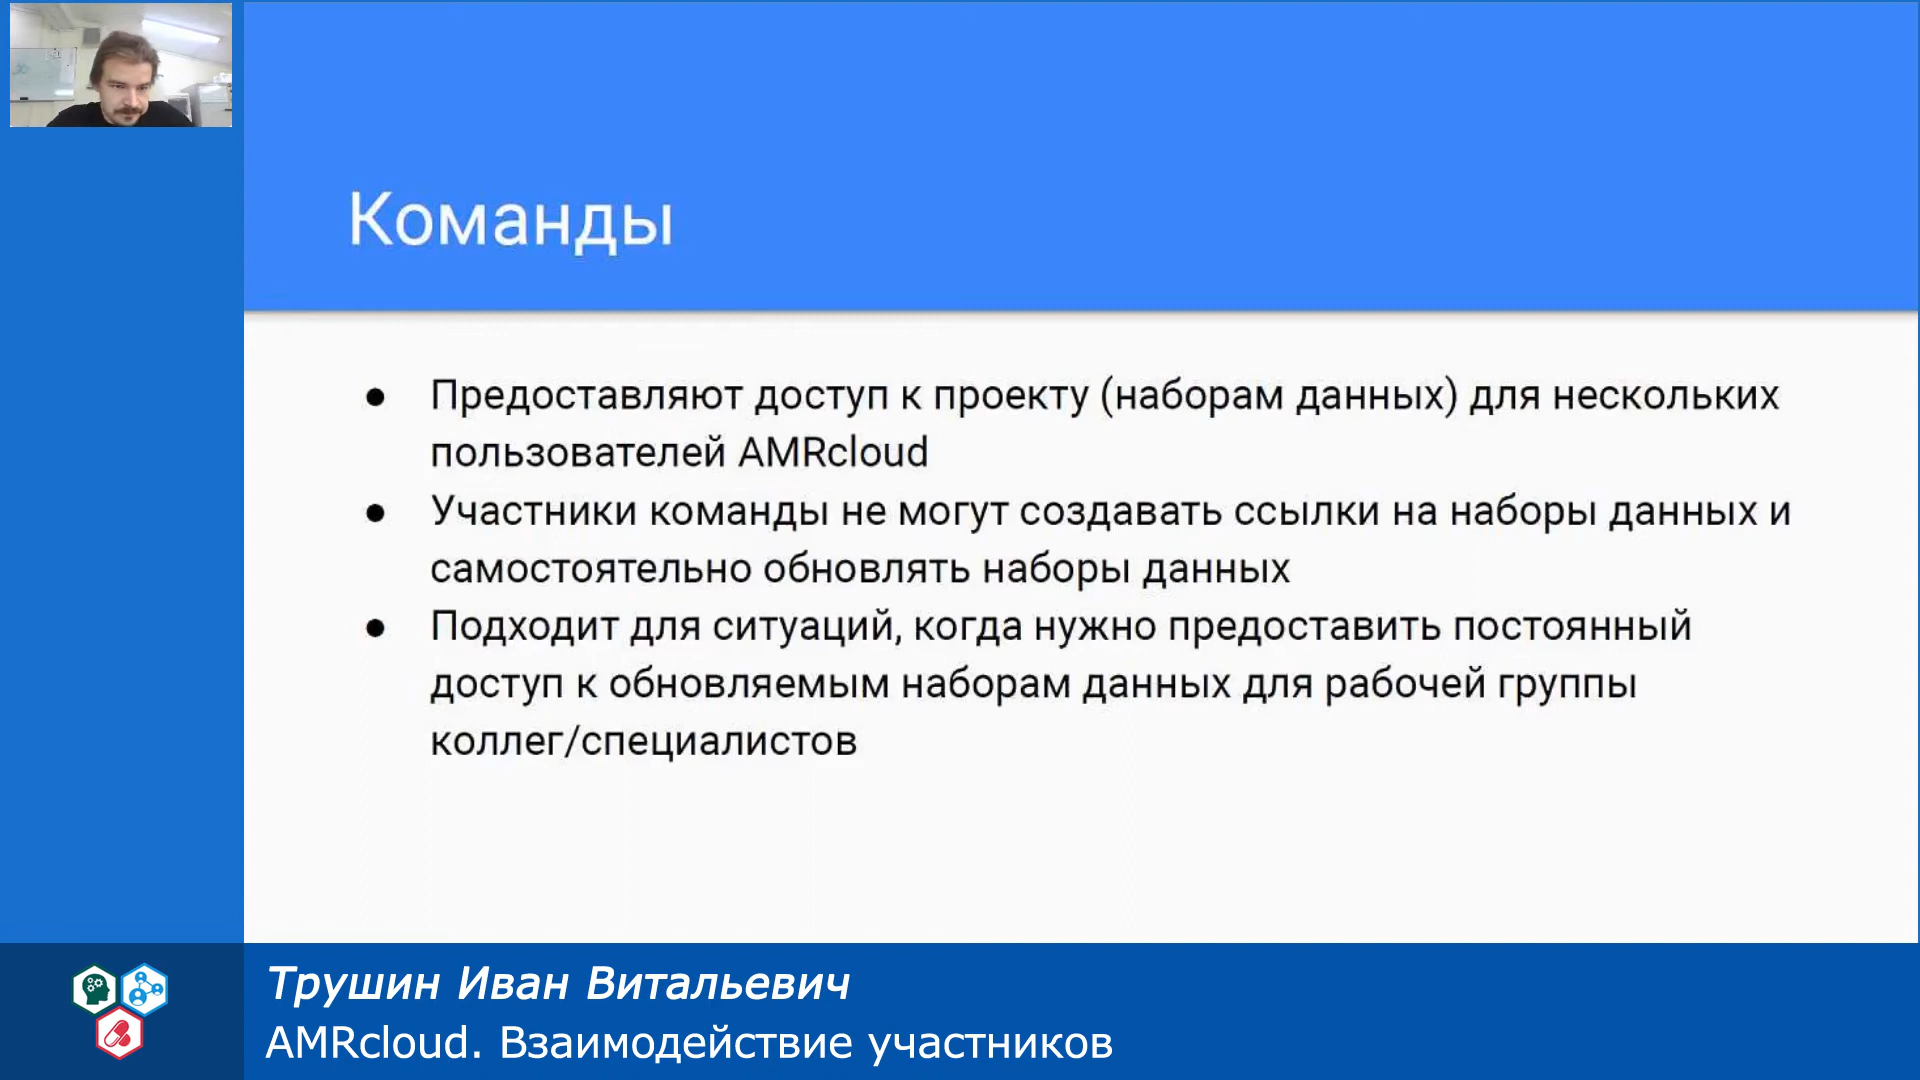 Команды
● Предоставляют доступ к проекту (наборам данных) для нескольких
пользователей AMRcloud
● Участники команды не могут создавать ссылки на наборы данных и
самостоятельно обновлять наборы данных
● Подходит для ситуаций, когда нужно предоставить постоянный
доступ к обновляемым наборам данных для рабочей группы
коллег/специалистов
Трушин Иван Витальевич
AMRcloud. Взаимодействие участников